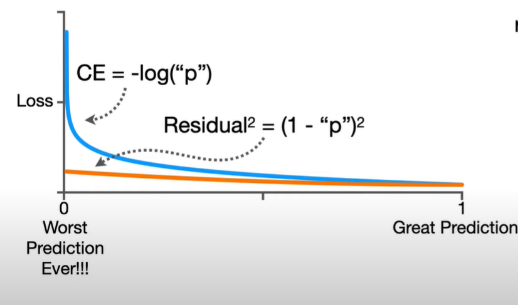 CE = -log(“p”)
Loss
Residual² = (1 - “p”)²
0
1
Worst
Prediction
Ever!!!
Great Prediction